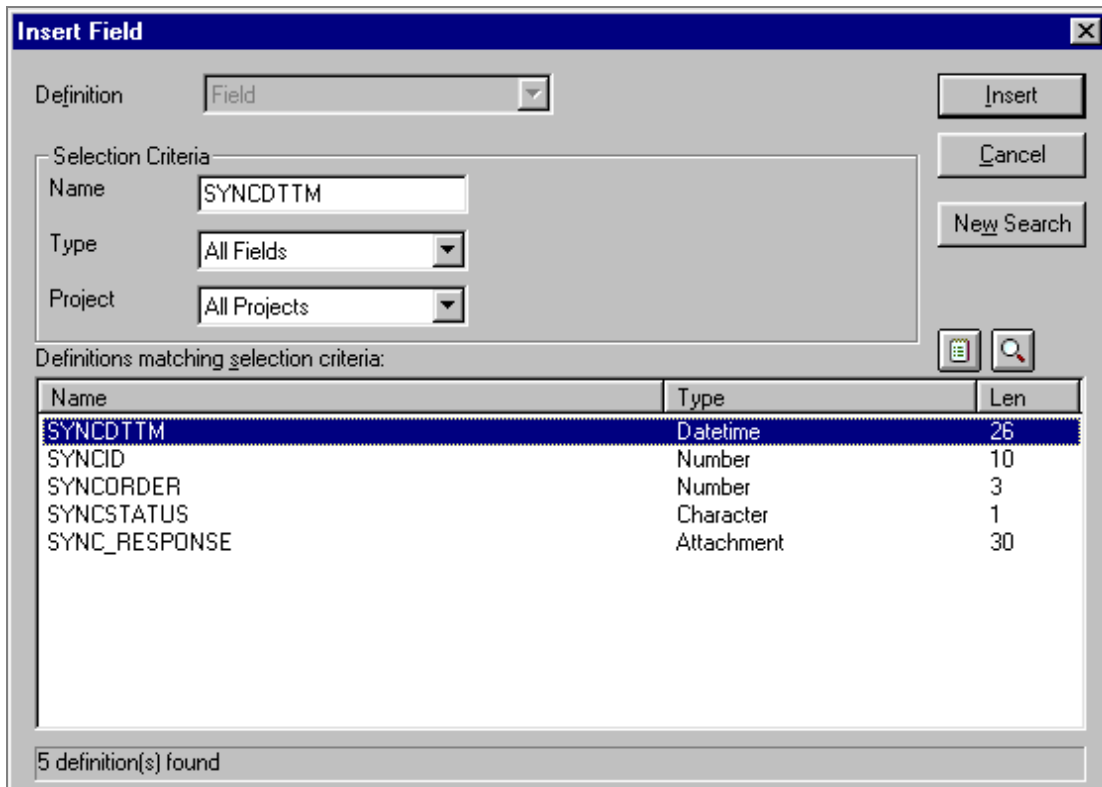 Insert Field
Definition Field Insert
Selection Criteria Cancel
Name SYNCDTTM
New Search
Type All Fields
Project All Projects
Definitions matching selection criteria:
Name Type Len
SYNCDTTM Datetime 26
SYNCID Number 10
SYNCORDER Number 3
SYNCSTATUS Character 1
SYNC_RESPONSE Attachment 30
5 definition(s) found